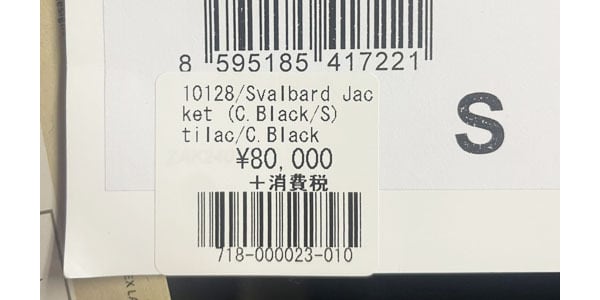 8 595185 417221
10128/Svalbard Jac
ket (C.Black/S)
tilac/C.Black
¥80,000
+消費税
718-000023-010
S